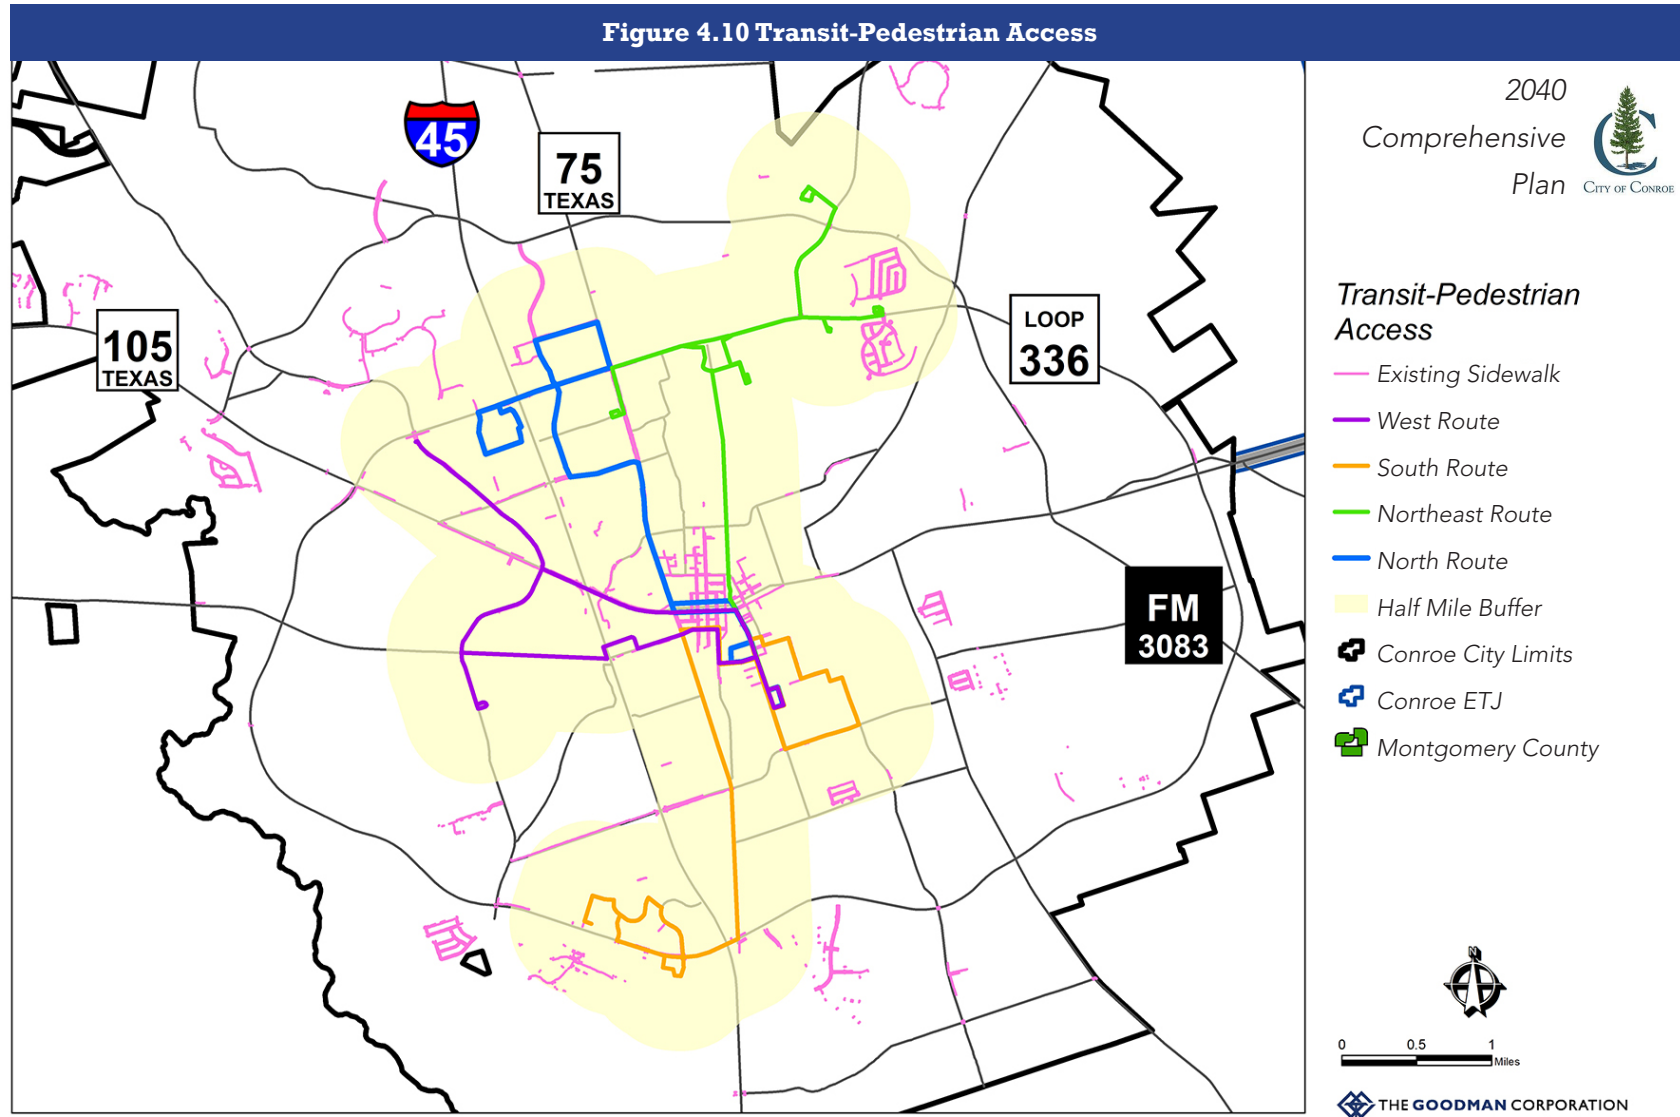 Figure 4.10 Transit-Pedestrian Access
2040
Comprehensive
Plan
C
CITY OF CONROE
45
75
TEXAS
105
TEXAS
LOOP
336
FM
3083
Transit-Pedestrian
Access
Existing Sidewalk
West Route
South Route
Northeast Route
North Route
Half Mile Buffer
Conroe City Limits
Conroe ETJ
Montgomery County
N
0 0.5 1
Miles
THE GOODMAN CORPORATION